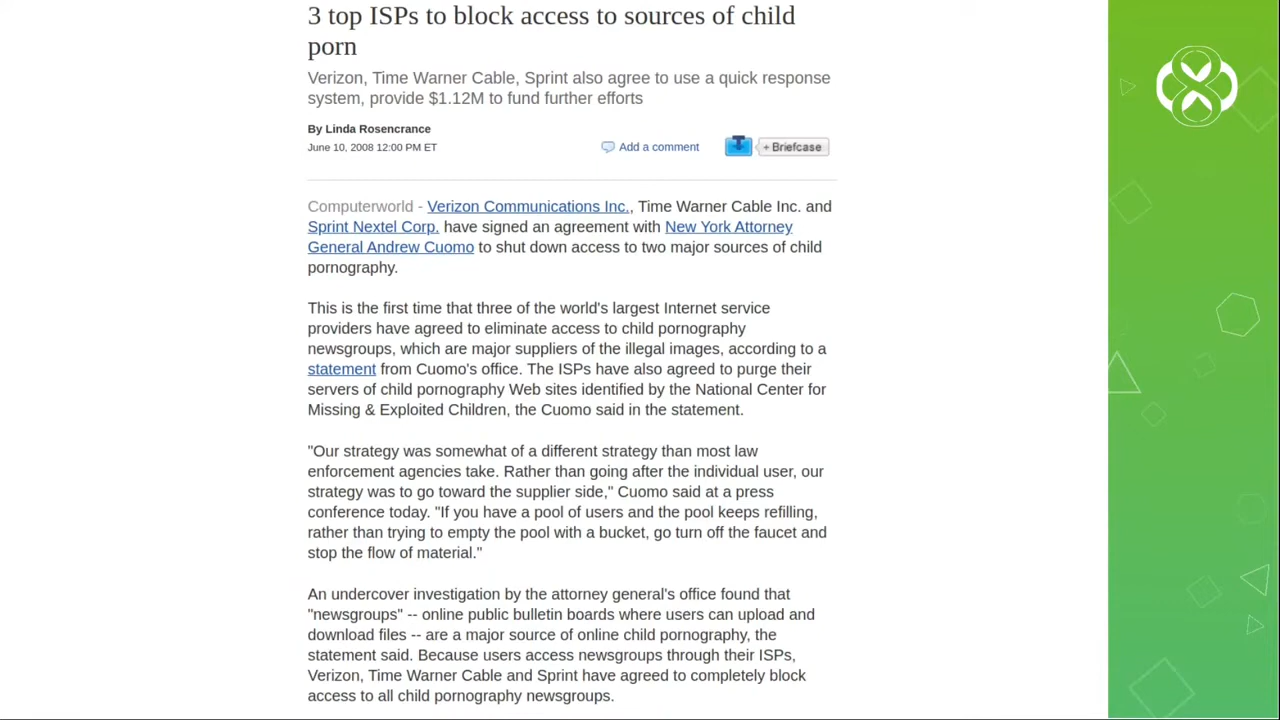 3 top ISPs to block access to sources of child
porn
Verizon, Time Warner Cable, Sprint also agree to use a quick response
system, provide $1.12M to fund further efforts
By Linda Rosencrance
June 10, 2008 12:00 PM ET
Add a comment
+ Briefcase
Computerworld - Verizon Communications Inc., Time Warner Cable Inc. and
Sprint Nextel Corp. have signed an agreement with New York Attorney
General Andrew Cuomo to shut down access to two major sources of child
pornography.
This is the first time that three of the world's largest Internet service
providers have agreed to eliminate access to child pornography
newsgroups, which are major suppliers of the illegal images, according to a
statement from Cuomo's office. The ISPs have also agreed to purge their
servers of child pornography Web sites identified by the National Center for
Missing & Exploited Children, the Cuomo said in the statement.
"Our strategy was somewhat of a different strategy than most law
enforcement agencies take. Rather than going after the individual user, our
strategy was to go toward the supplier side," Cuomo said at a press
conference today. "If you have a pool of users and the pool keeps refilling,
rather than trying to empty the pool with a bucket, go turn off the faucet and
stop the flow of material."
An undercover investigation by the attorney general's office found that
"newsgroups" -- online public bulletin boards where users can upload and
download files -- are a major source of online child pornography, the
statement said. Because users access newsgroups through their ISPs,
Verizon, Time Warner Cable and Sprint have agreed to completely block
access to all child pornography newsgroups.